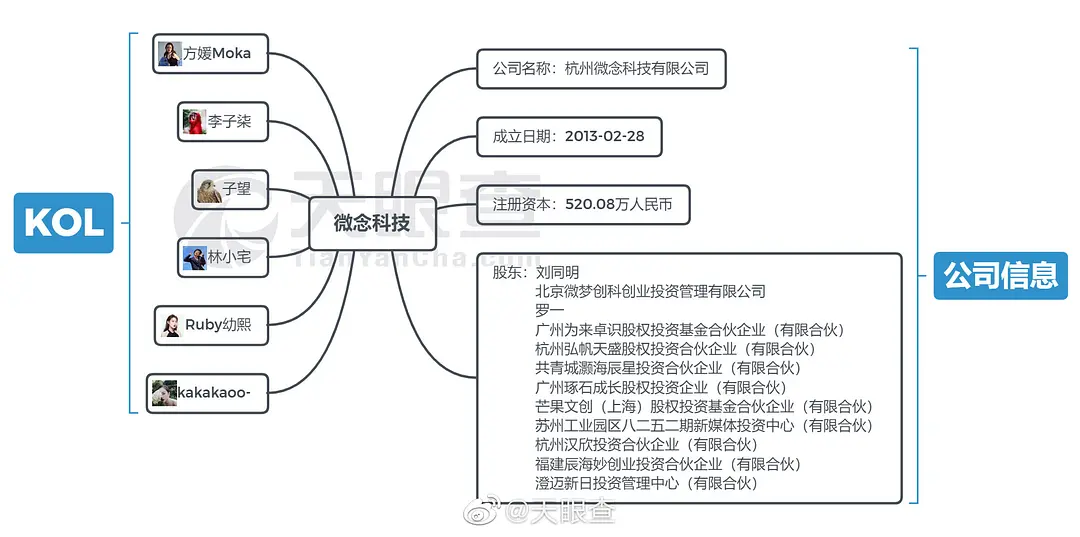 KOL
方媛Moka
李子柒
子望
林小宅
Ruby幼熙
kakakaoo-
微念科技
公司名称：杭州微念科技有限公司
成立日期：2013-02-28
注册资本：520.08万人民币
股东：刘同明
北京微梦创科创业投资管理有限公司
罗一
广州为来卓识股权投资基金合伙企业（有限合伙）
杭州弘帆天盛股权投资合伙企业（有限合伙）
共青城灏海辰星投资合伙企业（有限合伙）
广州琢石成长股权投资企业（有限合伙）
芒果文创（上海）股权投资基金合伙企业（有限合伙）
苏州工业园区八二五二期新媒体投资中心（有限合伙）
杭州汉欣投资合伙企业（有限合伙）
福建辰海妙创业投资合伙企业（有限合伙）
澄迈新日投资管理中心（有限合伙）
公司信息
天眼查
TianYanCha.com
@天眼查